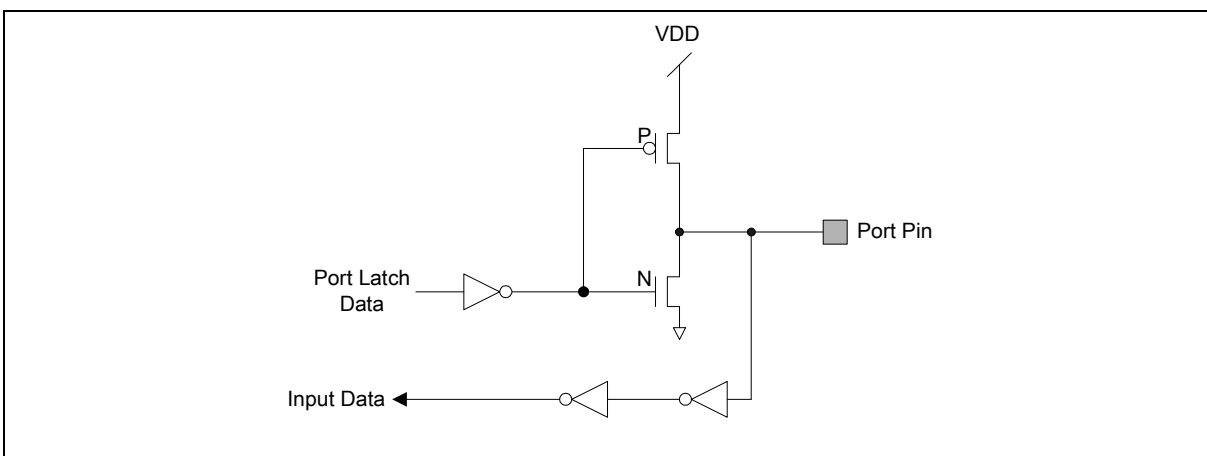 VDD
P
Port Pin
N
Port Latch
Data
Input Data